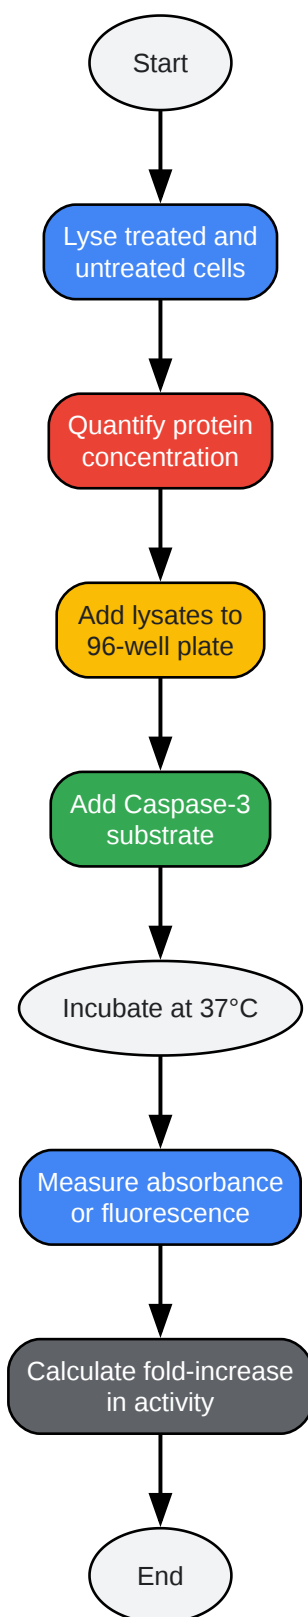 Start
Lyse treated and
untreated cells
Quantify protein
concentration
Add lysates to
96-well plate
Add Caspase-3
substrate
Incubate at 37°C
Measure absorbance
or fluorescence
Calculate fold-increase
in activity
End